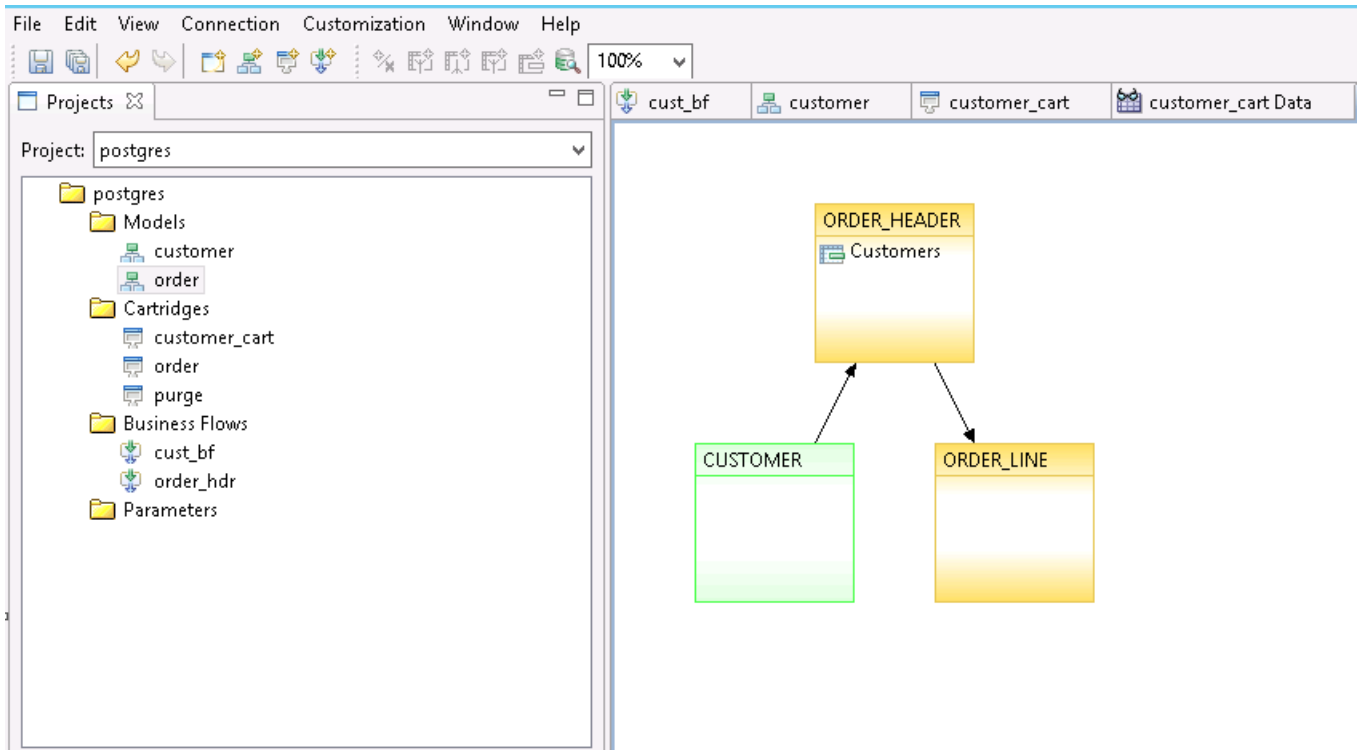 File Edit View Connection Customization Window Help
100%
Projects
cust_bf customer customer_cart customer_cart Data
Project: postgres
postgres
Models
customer
order
Cartridges
customer_cart
order
purge
Business Flows
cust_bf
order_hdr
Parameters
ORDER_HEADER
Customers
CUSTOMER ORDER_LINE